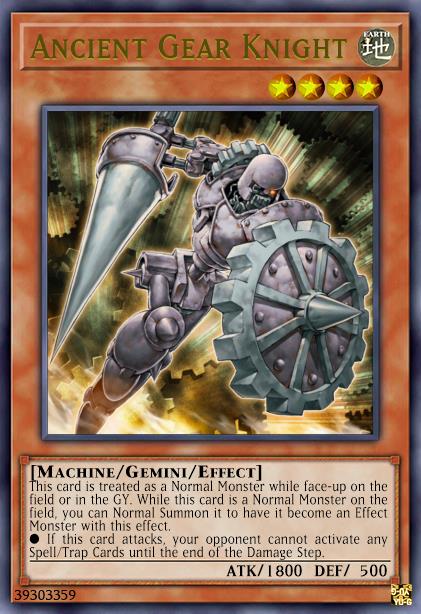 ANCIENT GEAR KNIGHT
EARTH
地
[MACHINE/GEMINI/EFFECT]
This card is treated as a Normal Monster while face-up on the
field or in the GY. While this card is a Normal Monster on the
field, you can Normal Summon it to have it become an Effect
Monster with this effect.
● If this card attacks, your opponent cannot activate any
Spell/Trap Cards until the end of the Damage Step.
ATK/1800 DEF/ 500
39303359